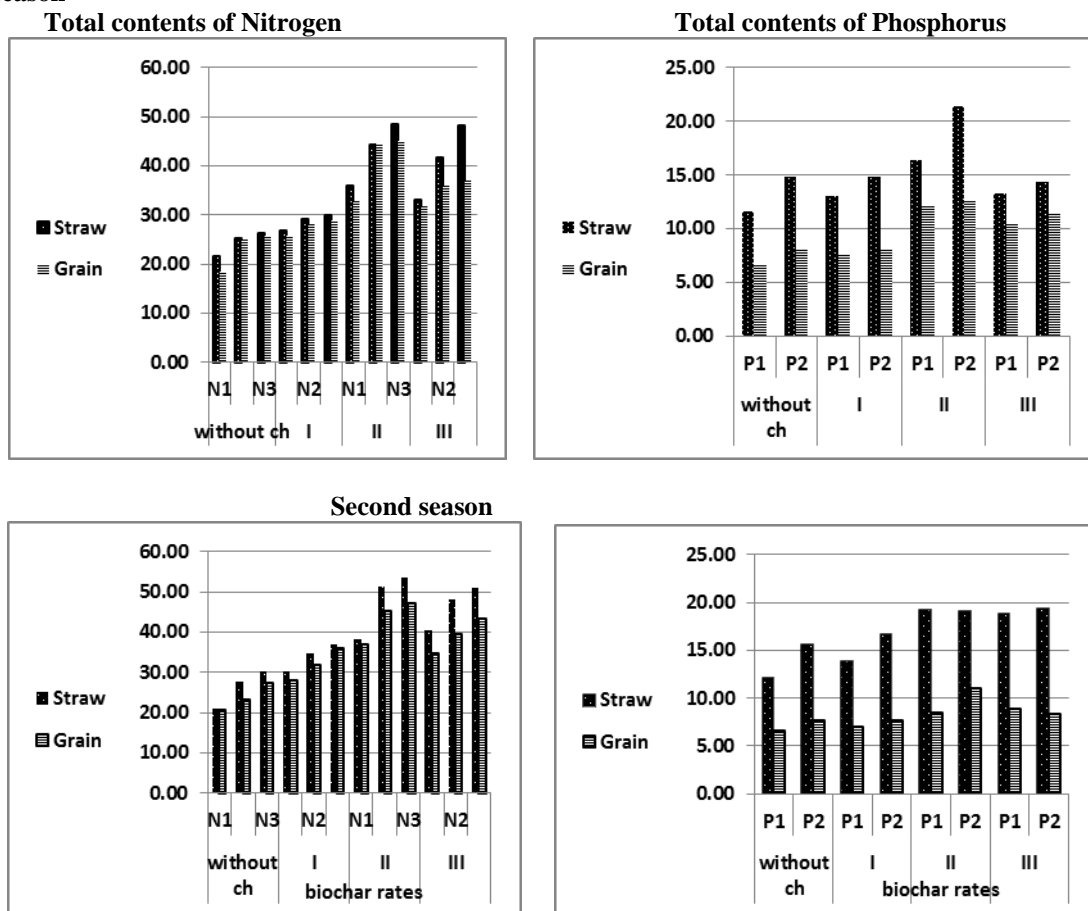 eason
Total contents of Nitrogen Total contents of Phosphorus
60.00
50.00
40.00
30.00
20.00
10.00
0.00
Straw
Grain
N1 N3 N2 N1 N3 N2
without ch I II III
25.00
20.00
15.00
10.00
5.00
0.00
Straw
Grain
P1 P2 P1 P2 P1 P2 P1 P2
without I II III
ch
Second season
60.00
50.00
40.00
30.00
20.00
10.00
0.00
Straw
Grain
N1 N3 N2 N1 N3 N2
without I II III
ch
biochar rates
25.00
20.00
15.00
10.00
5.00
0.00
Straw
Grain
P1 P2 P1 P2 P1 P2 P1 P2
without I II III
ch
biochar rates